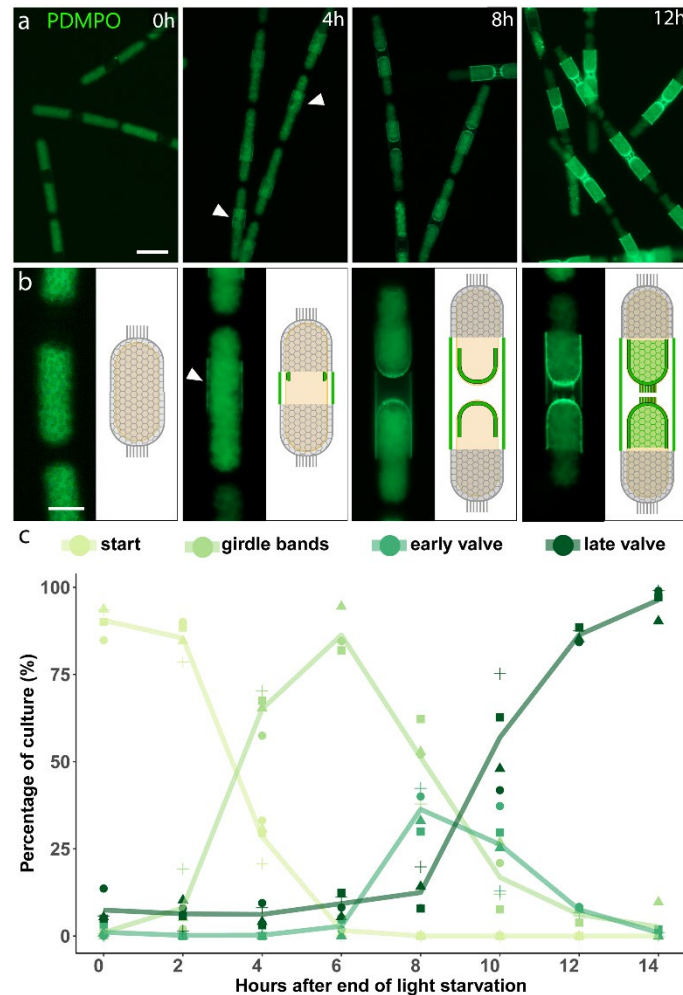 a
PDMPO
0h
4h
8h
12h
b
c
start
girdle bands
early valve
late valve
100
75
50
25
0
Percentage of culture (%)
0 2 4 6 8 10 12 14
Hours after end of light starvation